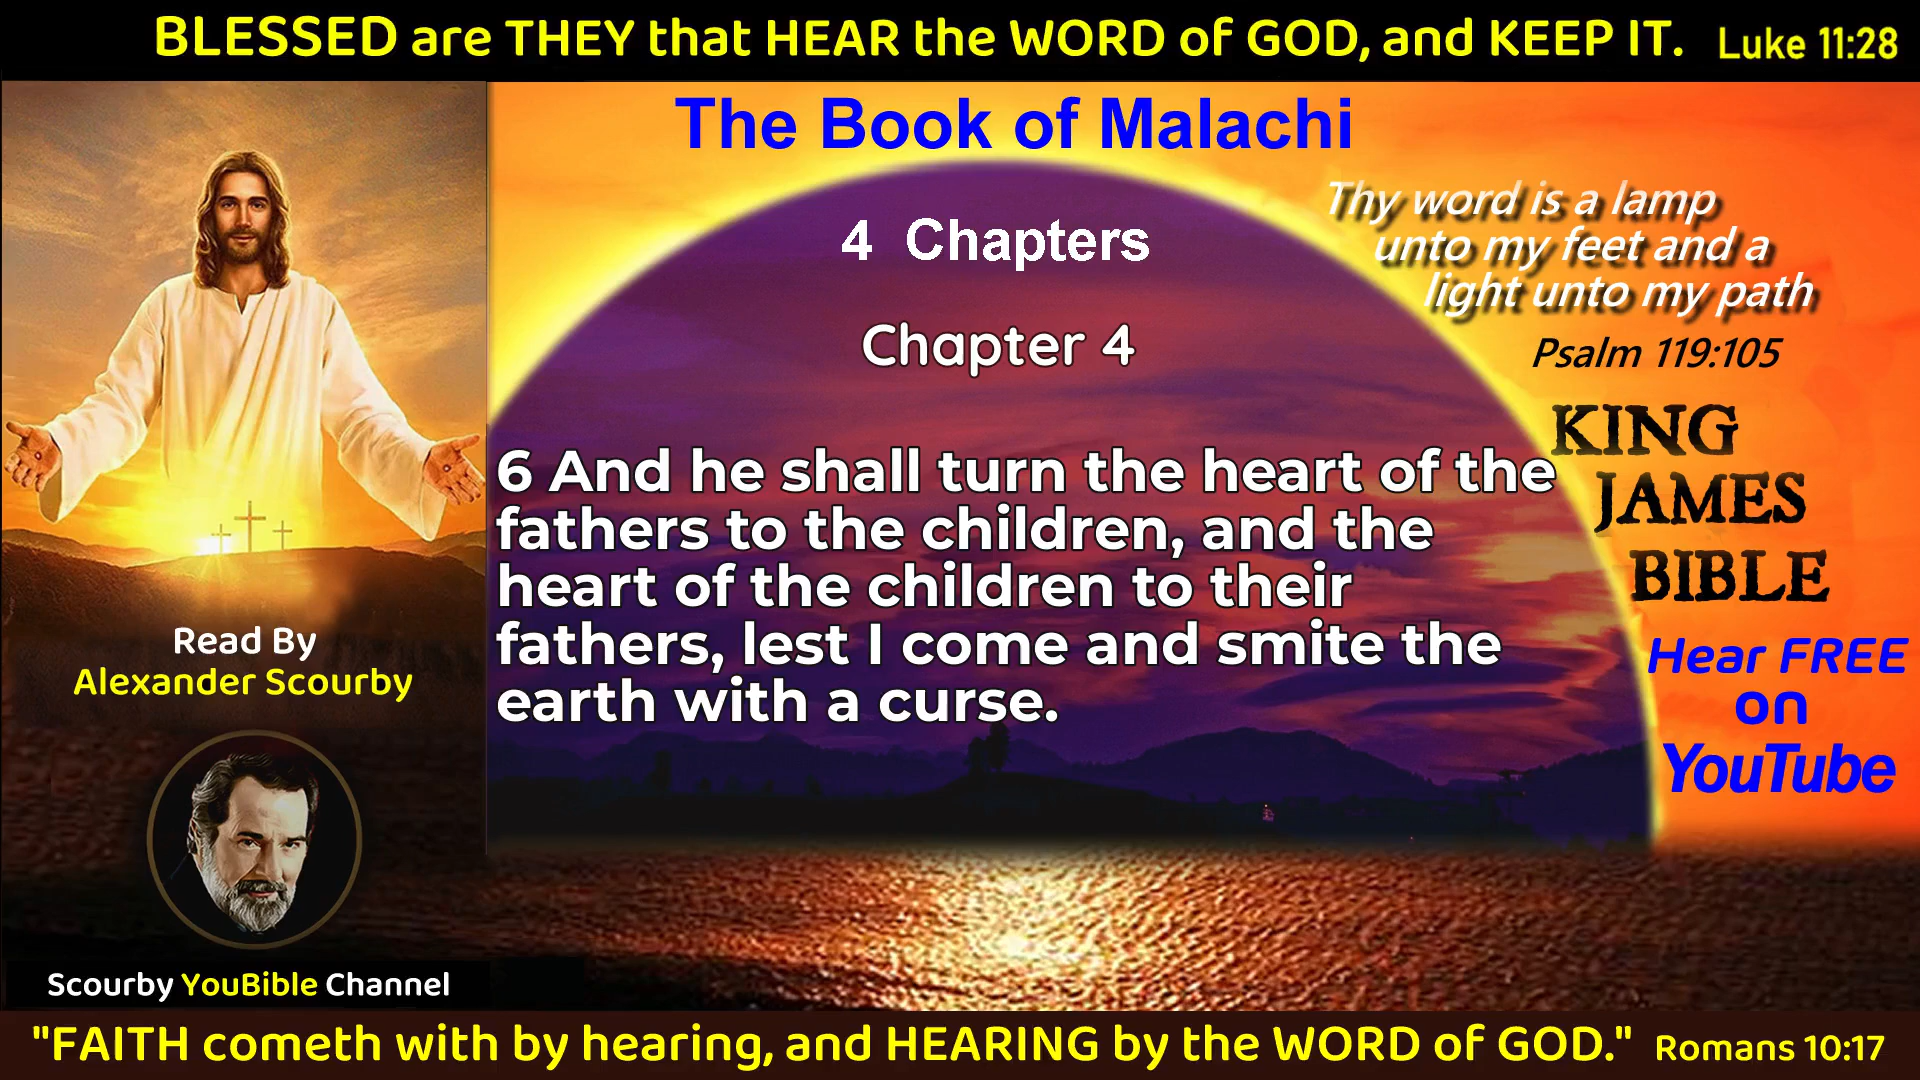 BLESSED are THEY that HEAR the WORD of GOD, and KEEP IT. Luke 11:28
The Book of Malachi
4 Chapters
Chapter 4
6 And he shall turn the heart of the
fathers to the children, and the
heart of the children to their
fathers, lest I come and smite the
earth with a curse.
Thy word is a lamp
unto my feet and a
light unto my path
Psalm 119:105
KING
JAMES
BIBLE
Hear FREE
on
YouTube
Read By
Alexander Scourby
Scourby YouBible Channel
"FAITH cometh with by hearing, and HEARING by the WORD of GOD." Romans 10:17